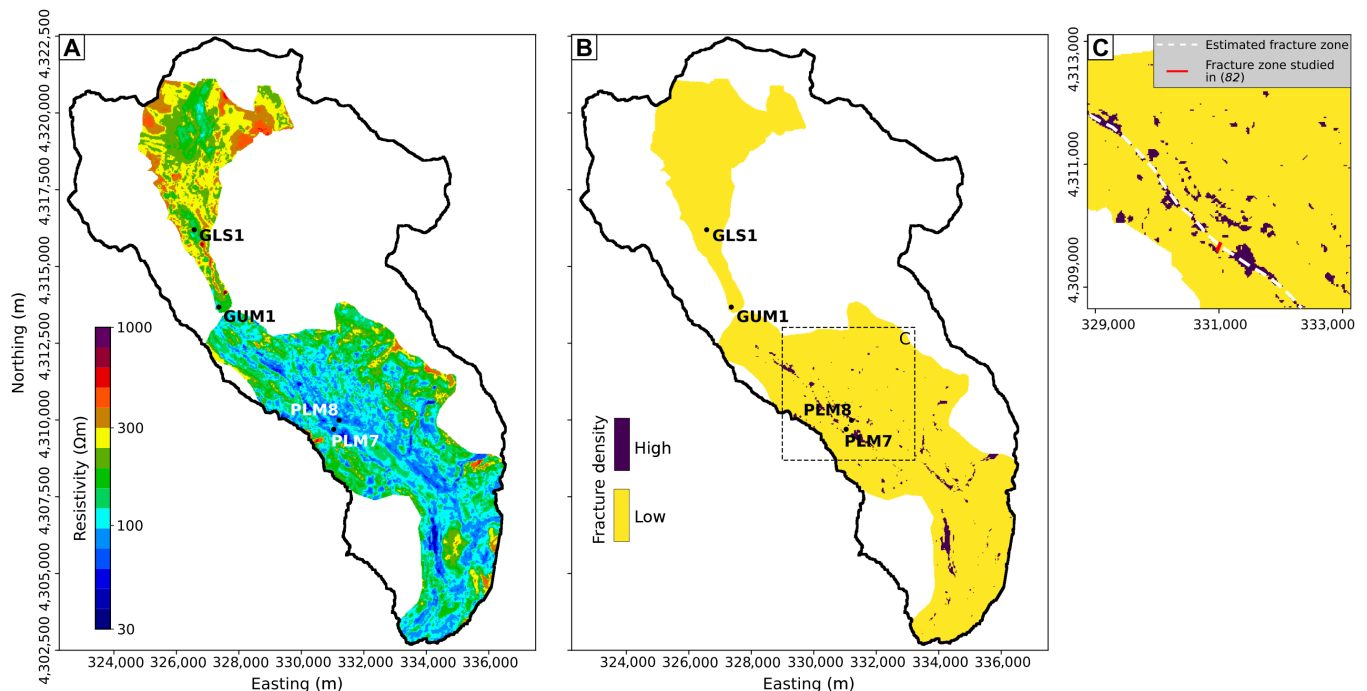 A
4,322,500
4,320,000
4,317,500
4,315,000
4,312,500
4,310,000
4,307,500
4,305,000
4,302,500
Northing (m)
GLS1
GUM1
PLM8
PLM7
Resistivity (Ωm)
1000
300
100
30
324,000 326,000 328,000 330,000 332,000 334,000 336,000
Easting (m)
B
GLS1
GUM1
C
PLM8
PLM7
Fracture density
High
Low
324,000 326,000 328,000 330,000 332,000 334,000 336,000
Easting (m)
C
Estimated fracture zone
Fracture zone studied
in (82)
4,313,000
4,311,000
4,309,000
329,000 331,000 333,000